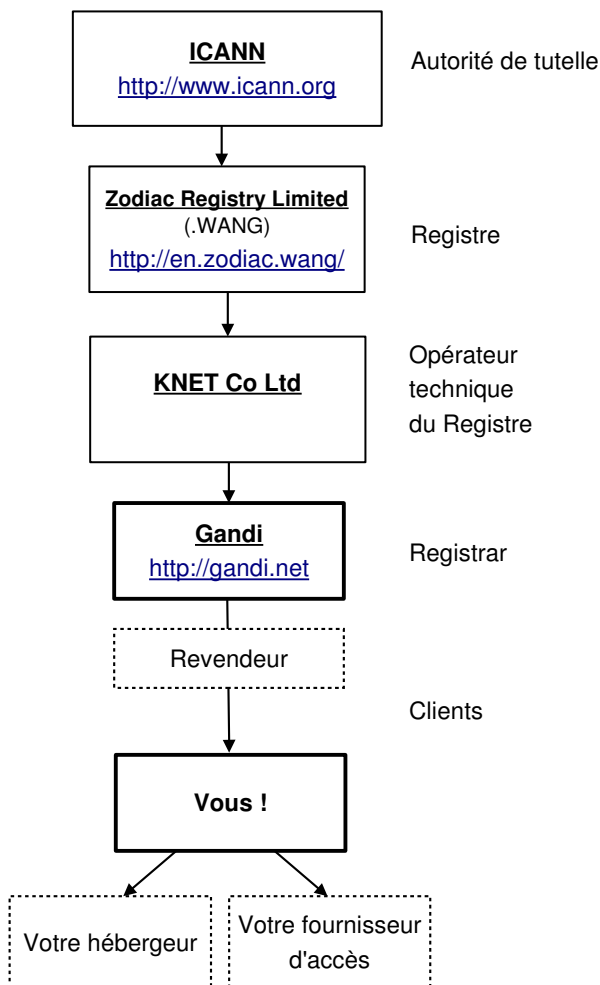 ICANN
http://www.icann.org
Autorité de tutelle
Zodiac Registry Limited
(.WANG)
http://en.zodiac.wang/
Registre
KNET Co Ltd
Opérateur
technique
du Registre
Gandi
http://gandi.net
Registrar
Revendeur
Clients
Vous !
Votre hébergeur
Votre fournisseur
d'accès